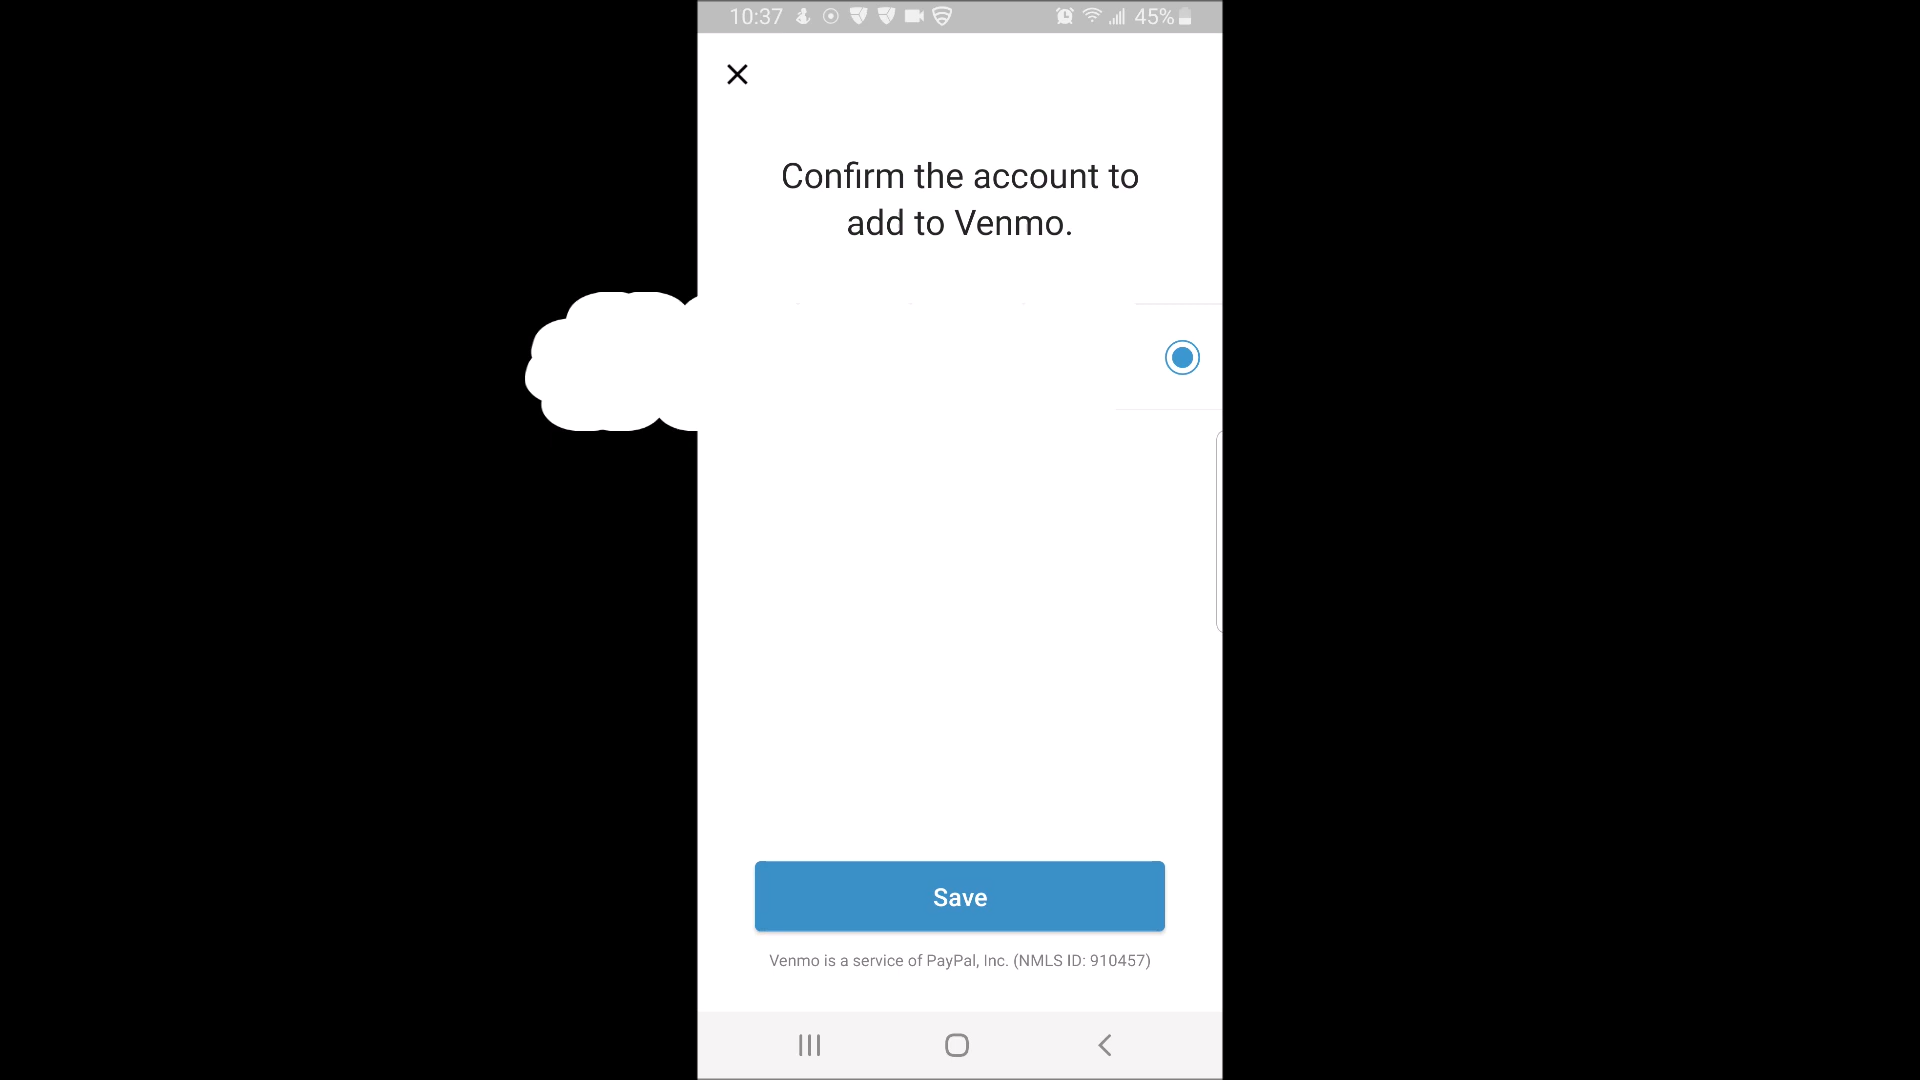 10:37
45%
Confirm the account to
add to Venmo.
Save
Venmo is a service of PayPal, Inc. (NMLS ID: 910457)